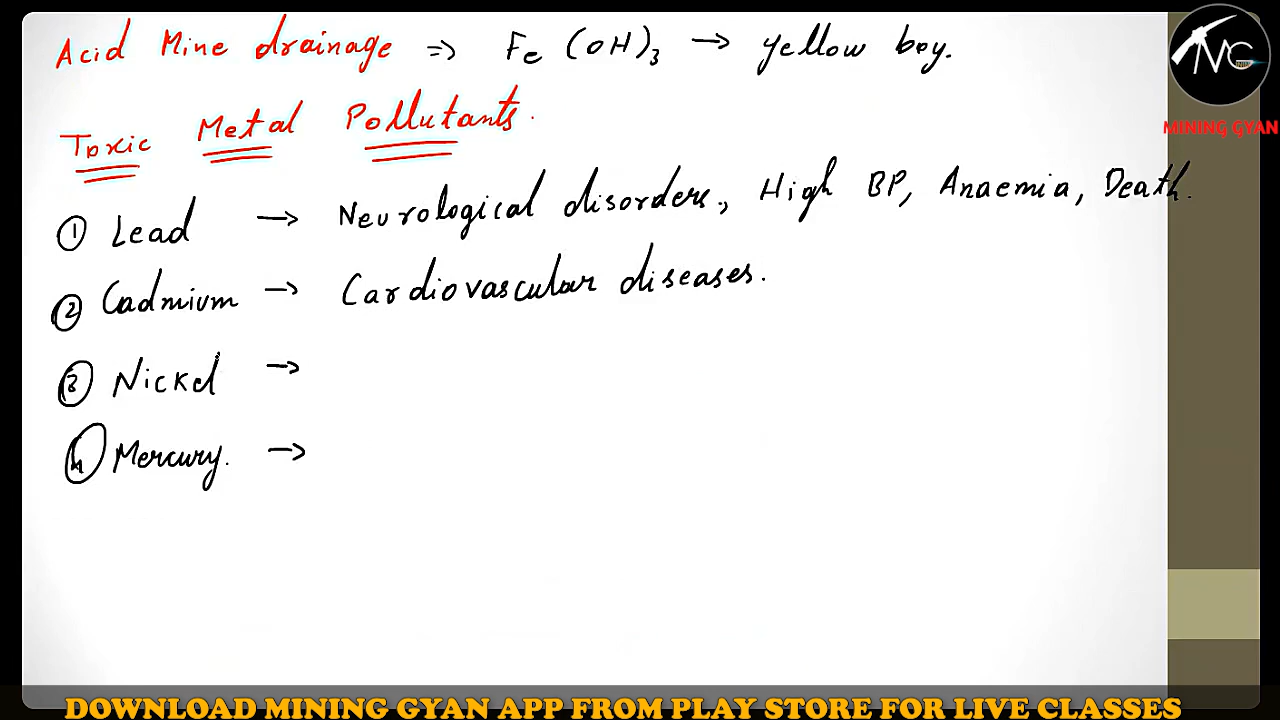 Acid Mine drainage ⇒ Fe (OH)3 → yellow boy.
Toxic Metal Pollutants.
① Lead → Neurological disorders, High BP, Anaemia, Death.
② Cadmium → Cardiovascular diseases.
③ Nickel →
④ Mercury. →
MG
MINING GYAN
DOWNLOAD MINING GYAN APP FROM PLAY STORE FOR LIVE CLASSES